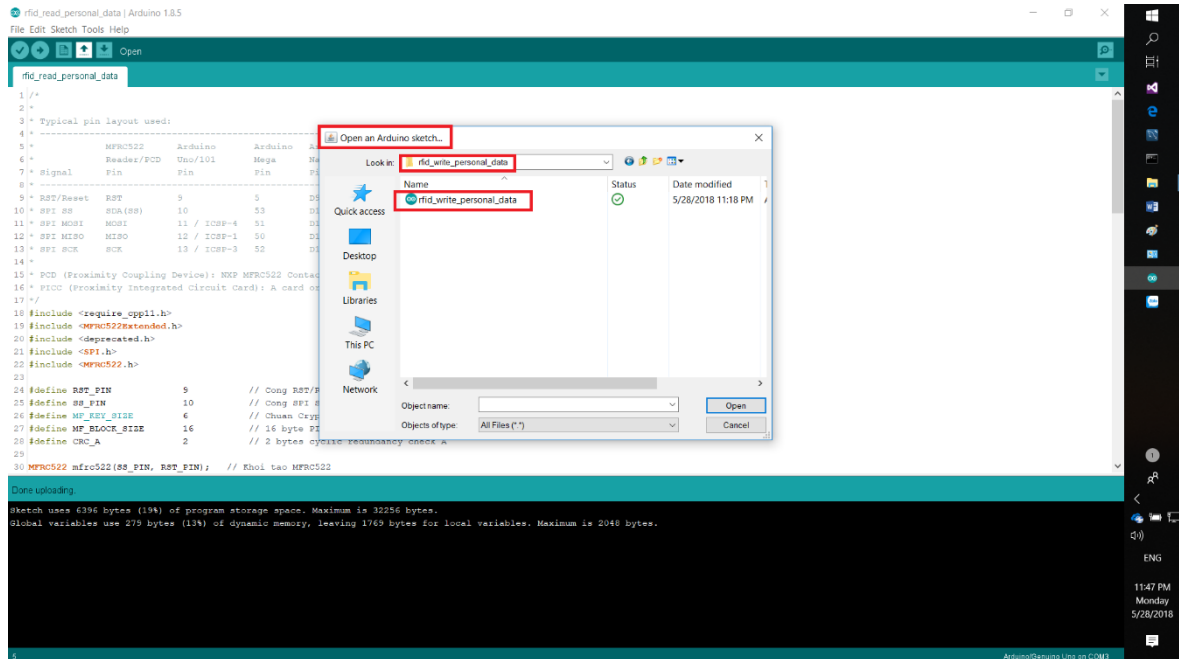 rfid_read_personal_data | Arduino 1.8.5
File Edit Sketch Tools Help
Open
rfid_read_personal_data
1 /*
2 *
3 * Typical pin layout used:
4 * -----------------------------------------------------
5 * MFRC522 Arduino Arduino
6 * Reader/PCD Uno/101 Mega
7 * Signal Pin Pin Pin
8 * -----------------------------------------------------
9 * RST/Reset RST 9 5
10 * SPI SS SDA(SS) 10 53
11 * SPI MOSI MOSI 11 / ICSP-4 51
12 * SPI MISO MISO 12 / ICSP-1 50
13 * SPI SCK SCK 13 / ICSP-3 52
14 *
15 * PCD (Proximity Coupling Device): NXP MFRC522 Contac
16 * PICC (Proximity Integrated Circuit Card): A card
17 */
18 #include <require_cpp11.h>
19 #include <MFRC522Extended.h>
20 #include <deprecated.h>
21 #include <SPI.h>
22 #include <MFRC522.h>
23
24 #define RST_PIN 9 // Cong RST/R
25 #define SS_PIN 10 // Cong SPI
26 #define MF_KEY_SIZE 6 // Chuan Cryp
27 #define MF_BLOCK_SIZE 16 // 16 byte
28 #define CRC_A 2 // 2 bytes cyclic redundancy check A
29
30 MFRC522 mfrc522(SS_PIN, RST_PIN); // Khoi tao MFRC522
Open an Arduino sketch...
Look in: rfid_write_personal_data
Name Status Date modified
rfid_write_personal_data 5/28/2018 11:18 PM
Quick access
Desktop
Libraries
This PC
Network
Object name:
Open
Objects of type: All Files (*.*)
Cancel
Done uploading.
Sketch uses 6396 bytes (19%) of program storage space. Maximum is 32256 bytes.
Global variables use 279 bytes (13%) of dynamic memory, leaving 1769 bytes for local variables. Maximum is 2048 bytes.
5
Arduino/Genuino Uno on COM3
1
ENG
11:47 PM
Monday
5/28/2018